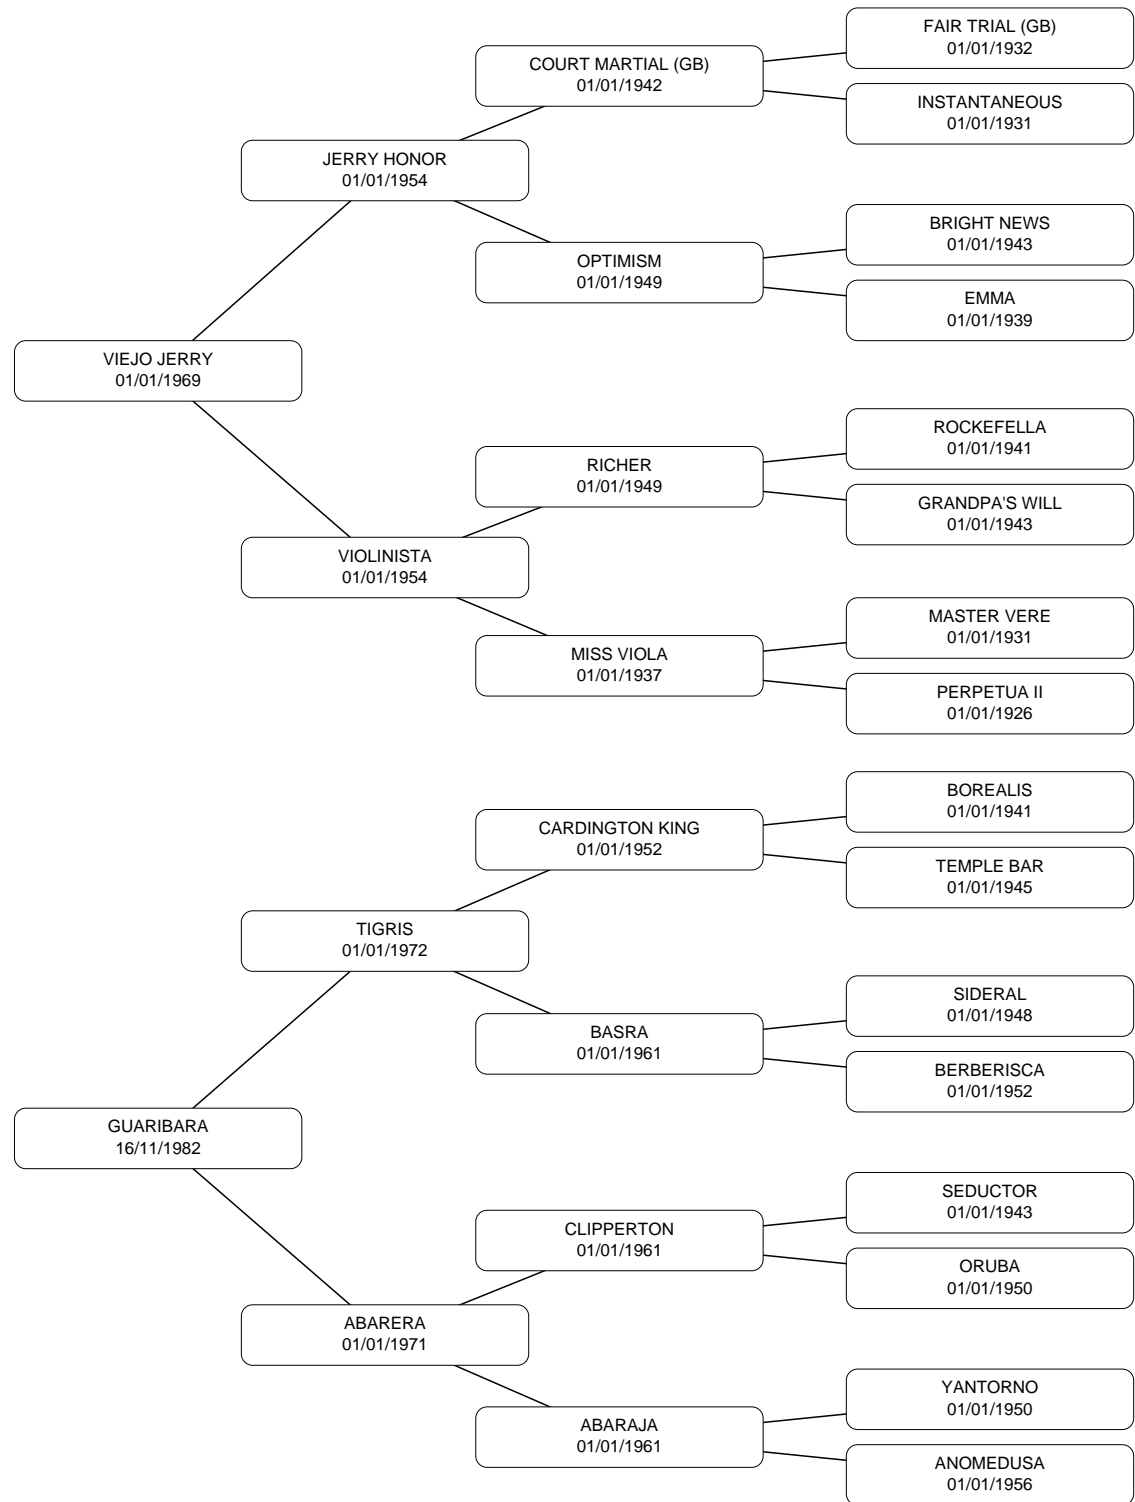 FAIR TRIAL (GB)
01/01/1932
COURT MARTIAL (GB)
01/01/1942
INSTANTANEOUS
01/01/1931
JERRY HONOR
01/01/1954
BRIGHT NEWS
01/01/1943
OPTIMISM
01/01/1949
EMMA
01/01/1939
VIEJO JERRY
01/01/1969
ROCKEFELLA
01/01/1941
RICHER
01/01/1949
GRANDPA'S WILL
01/01/1943
VIOLINISTA
01/01/1954
MASTER VERE
01/01/1931
MISS VIOLA
01/01/1937
PERPETUA II
01/01/1926
BOREALIS
01/01/1941
CARDINGTON KING
01/01/1952
TEMPLE BAR
01/01/1945
TIGRIS
01/01/1972
SIDERAL
01/01/1948
BASRA
01/01/1961
BERBERISCA
01/01/1952
GUARIBARA
16/11/1982
SEDUCTOR
01/01/1943
CLIPPERTON
01/01/1961
ORUBA
01/01/1950
ABARERA
01/01/1971
YANTORNO
01/01/1950
ABARAJA
01/01/1961
ANOMEDUSA
01/01/1956